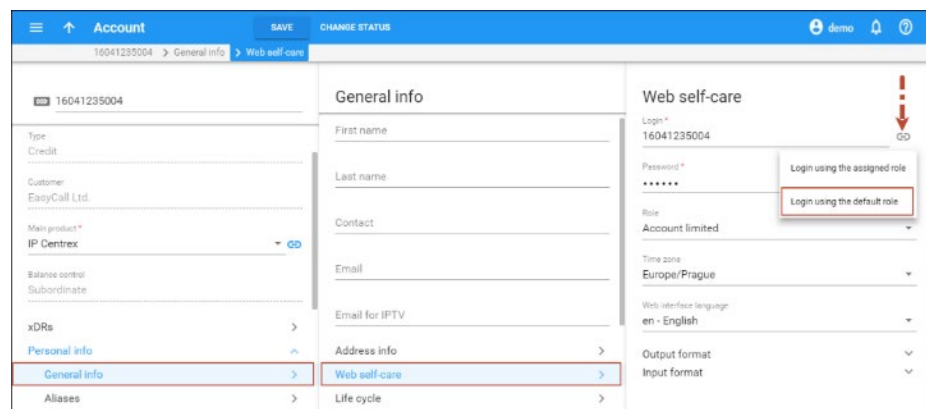 Account
SAVE
CHANGE STATUS
demo
16041235004 > General info > Web self-care
16041235004
Type
Credit
Customer
EasyCall Ltd.
Main product *
IP Centrex
Balance control
Subordinate
xDRs
Personal info
General info
Aliases
General info
First name
Last name
Contact
Email
Email for IPTV
Address info
Web self-care
Life cycle
Web self-care
Login *
16041235004
Password *
••••••
Login using the assigned role
Login using the default role
Role
Account limited
Time zone
Europe/Prague
Web interface language
en - English
Output format
Input format